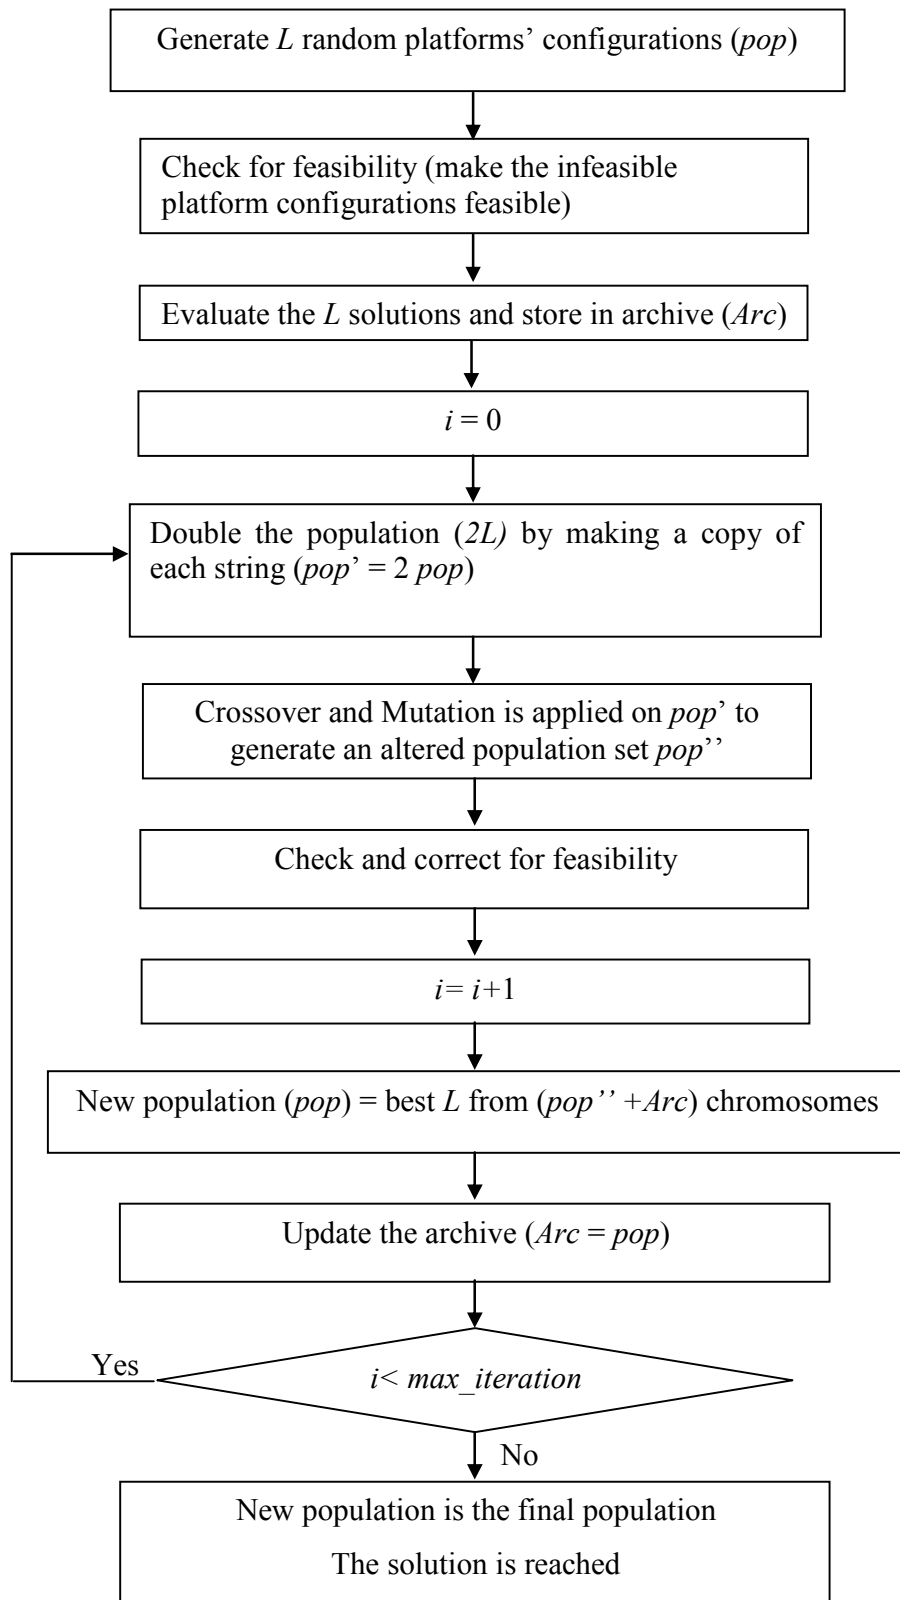 Generate L random platforms’ configurations (pop)
Check for feasibility (make the infeasible
platform configurations feasible)
Evaluate the L solutions and store in archive (Arc)
i = 0
Double the population (2L) by making a copy of
each string (pop’ = 2 pop)
Crossover and Mutation is applied on pop’ to
generate an altered population set pop’’
Check and correct for feasibility
i= i+1
New population (pop) = best L from (pop’’ +Arc) chromosomes
Update the archive (Arc = pop)
Yes
i< max_iteration
No
New population is the final population
The solution is reached